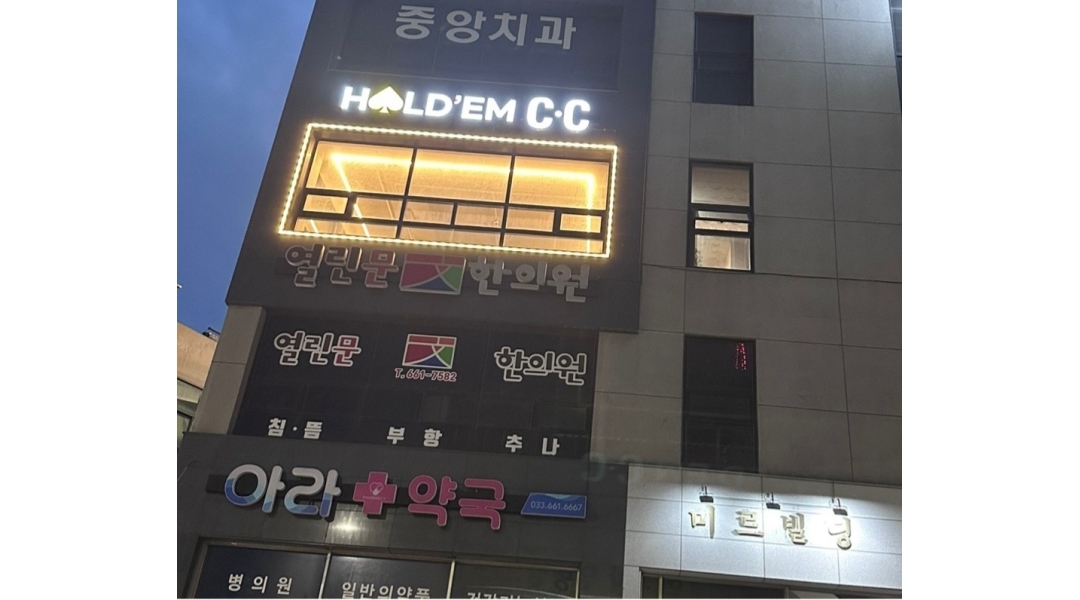 중앙치과
HOLD'EM C·C
열린문 한의원
열린문 한의원
T. 661-7582
침·뜸 부항 추나
아라 약국
033.661.6667
미르빌딩
병의원 일반의약품